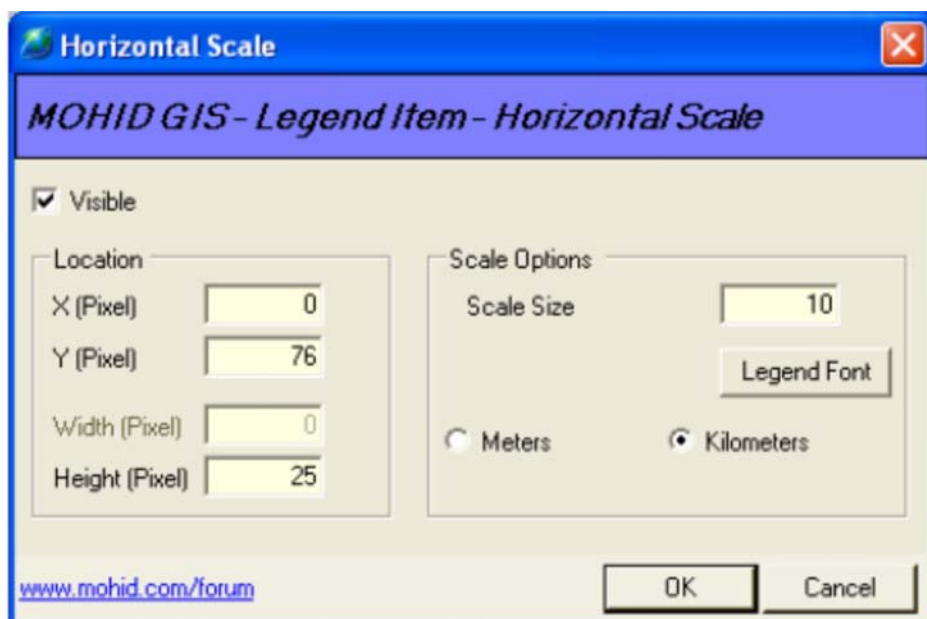 Horizontal Scale
MOHID GIS - Legend Item - Horizontal Scale
Visible
Location
X (Pixel) 0
Y (Pixel) 76
Width (Pixel) 0
Height (Pixel) 25
Scale Options
Scale Size 10
Legend Font
Meters Kilometers
www.mohid.com/forum
OK Cancel